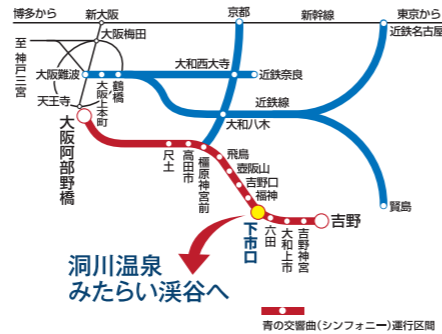 博多から
新大阪
京都
新幹線
東京から
近鉄名古屋
至 神戸三宮
大阪梅田
大阪難波
大阪上本町
鶴橋
大和西大寺
近鉄奈良
天王寺
近鉄線
大和八木
大阪阿部野橋
尺土
高田市
橿原神宮前
飛鳥
壺阪山
吉野口
福神
下市口
六田
大和上市
吉野神宮
吉野
賢島
洞川温泉
みたらい渓谷へ
青の交響曲（シンフォニー）運行区間